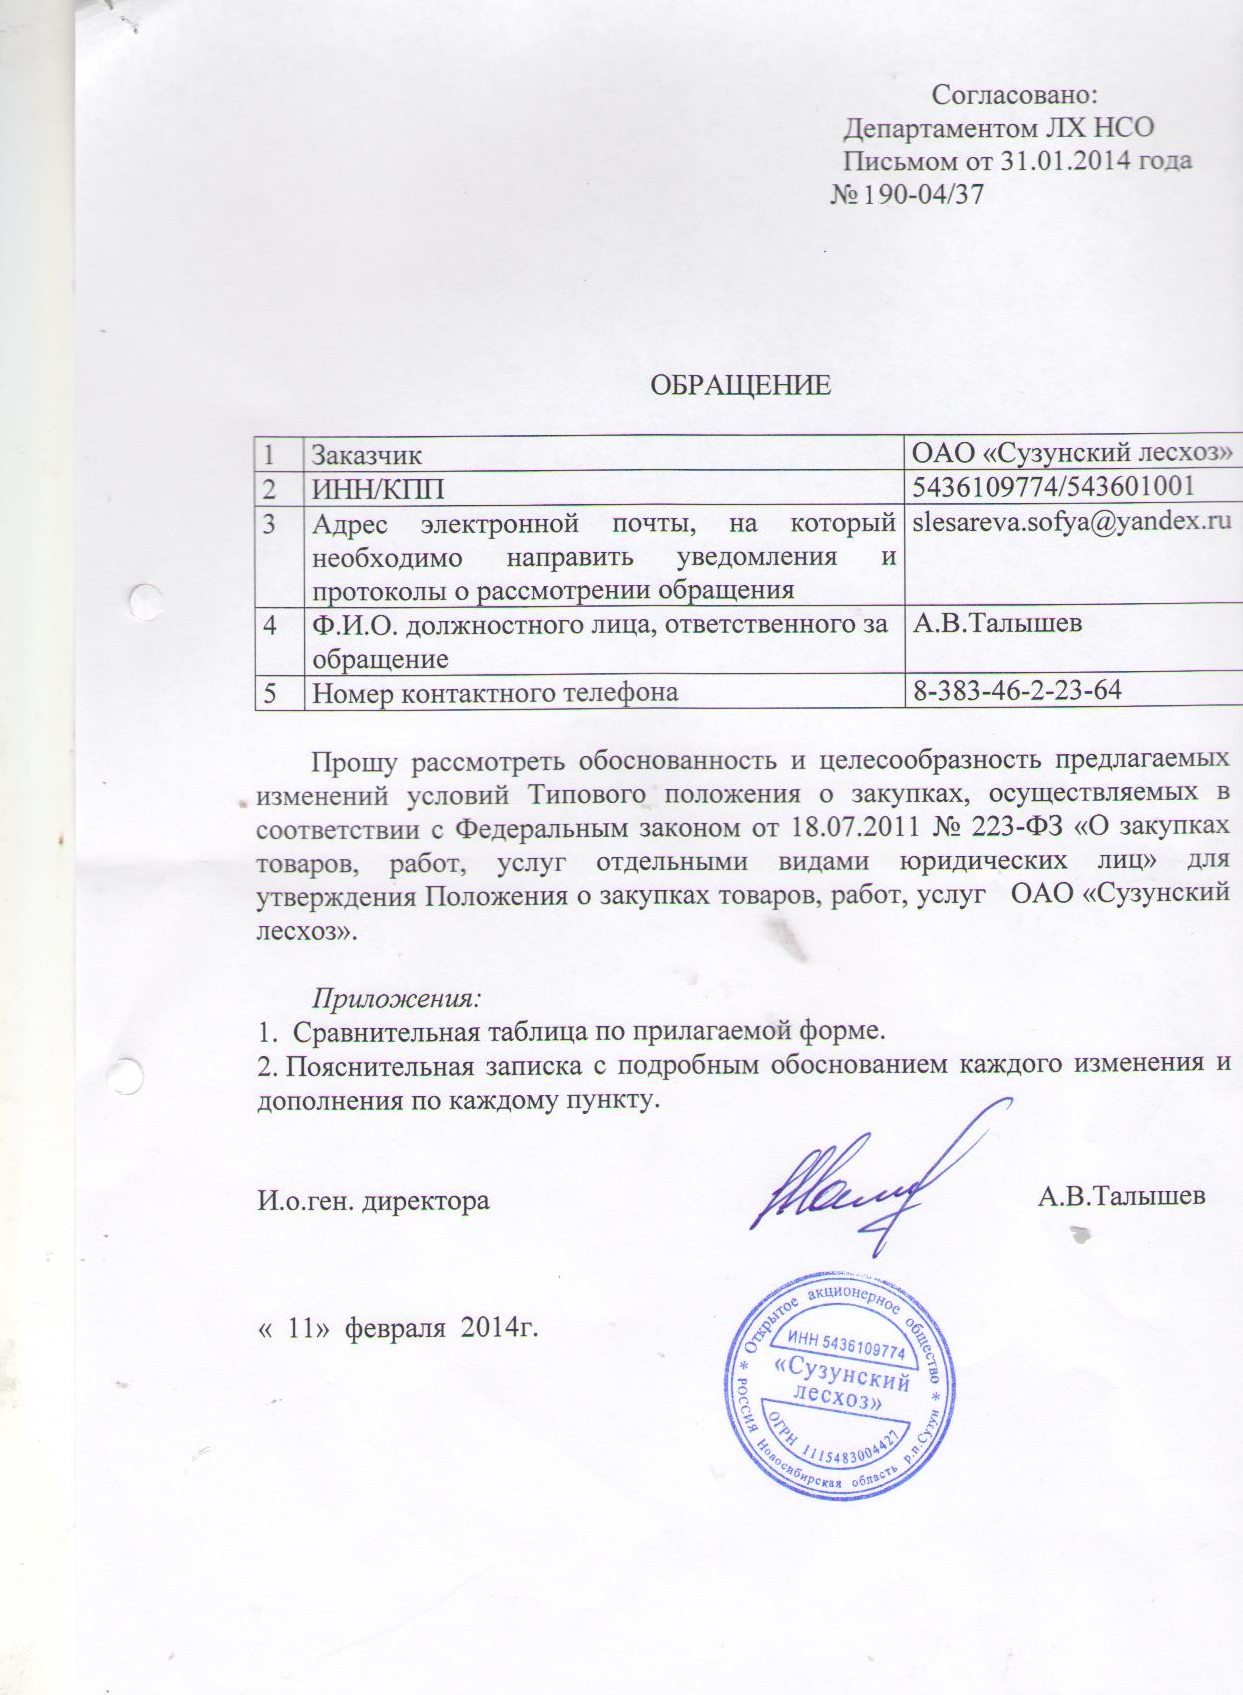 Согласовано:
Департаментом ЛХ НСО
Письмом от 31.01.2014 года
№ 190-04/37
ОБРАЩЕНИЕ
1 Заказчик ОАО «Сузунский лесхоз»
2 ИНН/КПП 5436109774/543601001
3 Адрес электронной почты, на который slesareva.sofya@yandex.ru
необходимо направить уведомления и
протоколы о рассмотрении обращения
4 Ф.И.О. должностного лица, ответственного за А.В.Талышев
обращение
5 Номер контактного телефона 8-383-46-2-23-64
Прошу рассмотреть обоснованность и целесообразность предлагаемых
изменений условий Типового положения о закупках, осуществляемых в
соответствии с Федеральным законом от 18.07.2011 № 223-ФЗ «О закупках
товаров, работ, услуг отдельными видами юридических лиц» для
утверждения Положения о закупках товаров, работ, услуг ОАО «Сузунский
лесхоз».
Приложения:
1. Сравнительная таблица по прилагаемой форме.
2. Пояснительная записка с подробным обоснованием каждого изменения и
дополнения по каждому пункту.
И.о.ген. директора А.В.Талышев
« 11» февраля 2014г.
* Открытое акционерное общество *
ИНН 5436109774
«Сузунский
лесхоз»
ОГРН 1115483004427
РОССИЯ Новосибирская область р.п.Сузун